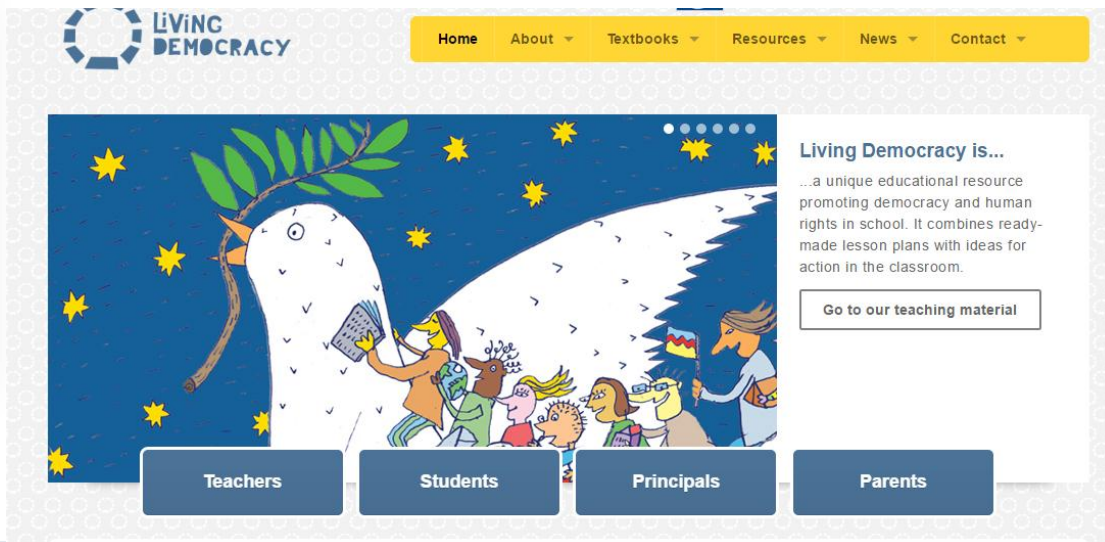 LiViNG
DEMOCRACY
Home About Textbooks Resources News Contact
Living Democracy is...
...a unique educational resource
promoting democracy and human
rights in school. It combines ready-
made lesson plans with ideas for
action in the classroom.
Go to our teaching material
Teachers Students Principals Parents